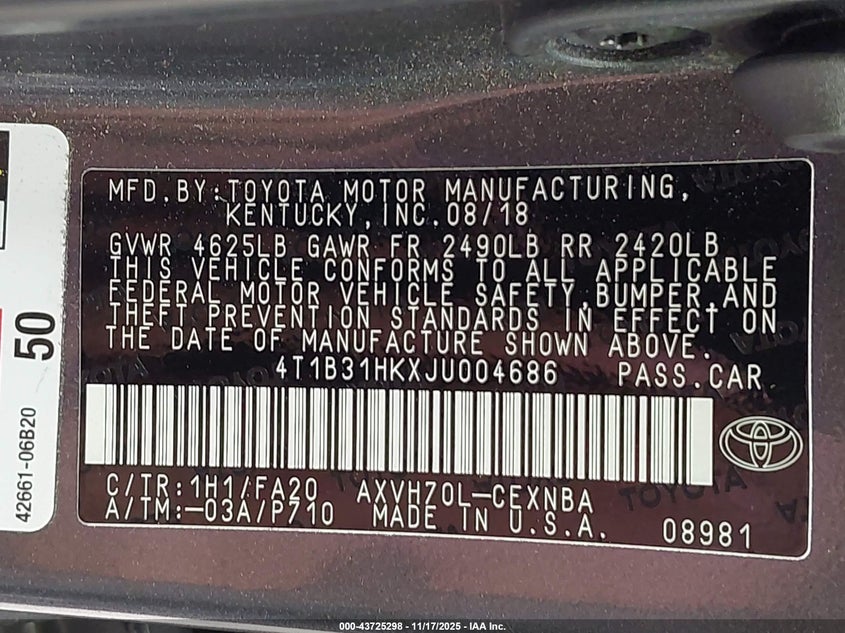 MFD.BY:TOYOTA MOTOR MANUFACTURING,
KENTUCKY,INC.08/18
GVWR 4625LB GAWR FR 2490LB RR 2420LB
THIS VEHICLE CONFORMS TO ALL APPLICABLE
FEDERAL MOTOR VEHICLE SAFETY,BUMPER,AND
THEFT PREVENTION STANDARDS IN EFFECT ON
THE DATE OF MANUFACTURE SHOWN ABOVE.
4T1B31HKXJU004686 PASS.CAR
C/TR:1H1/FA20 AXVH70L-CEXNBA
A/TM:-03A/P710 MADE IN U.S.A. 08981
TOYOTA
50
42661-06B20
000-43725298 - 11/17/2025 - IAA Inc.